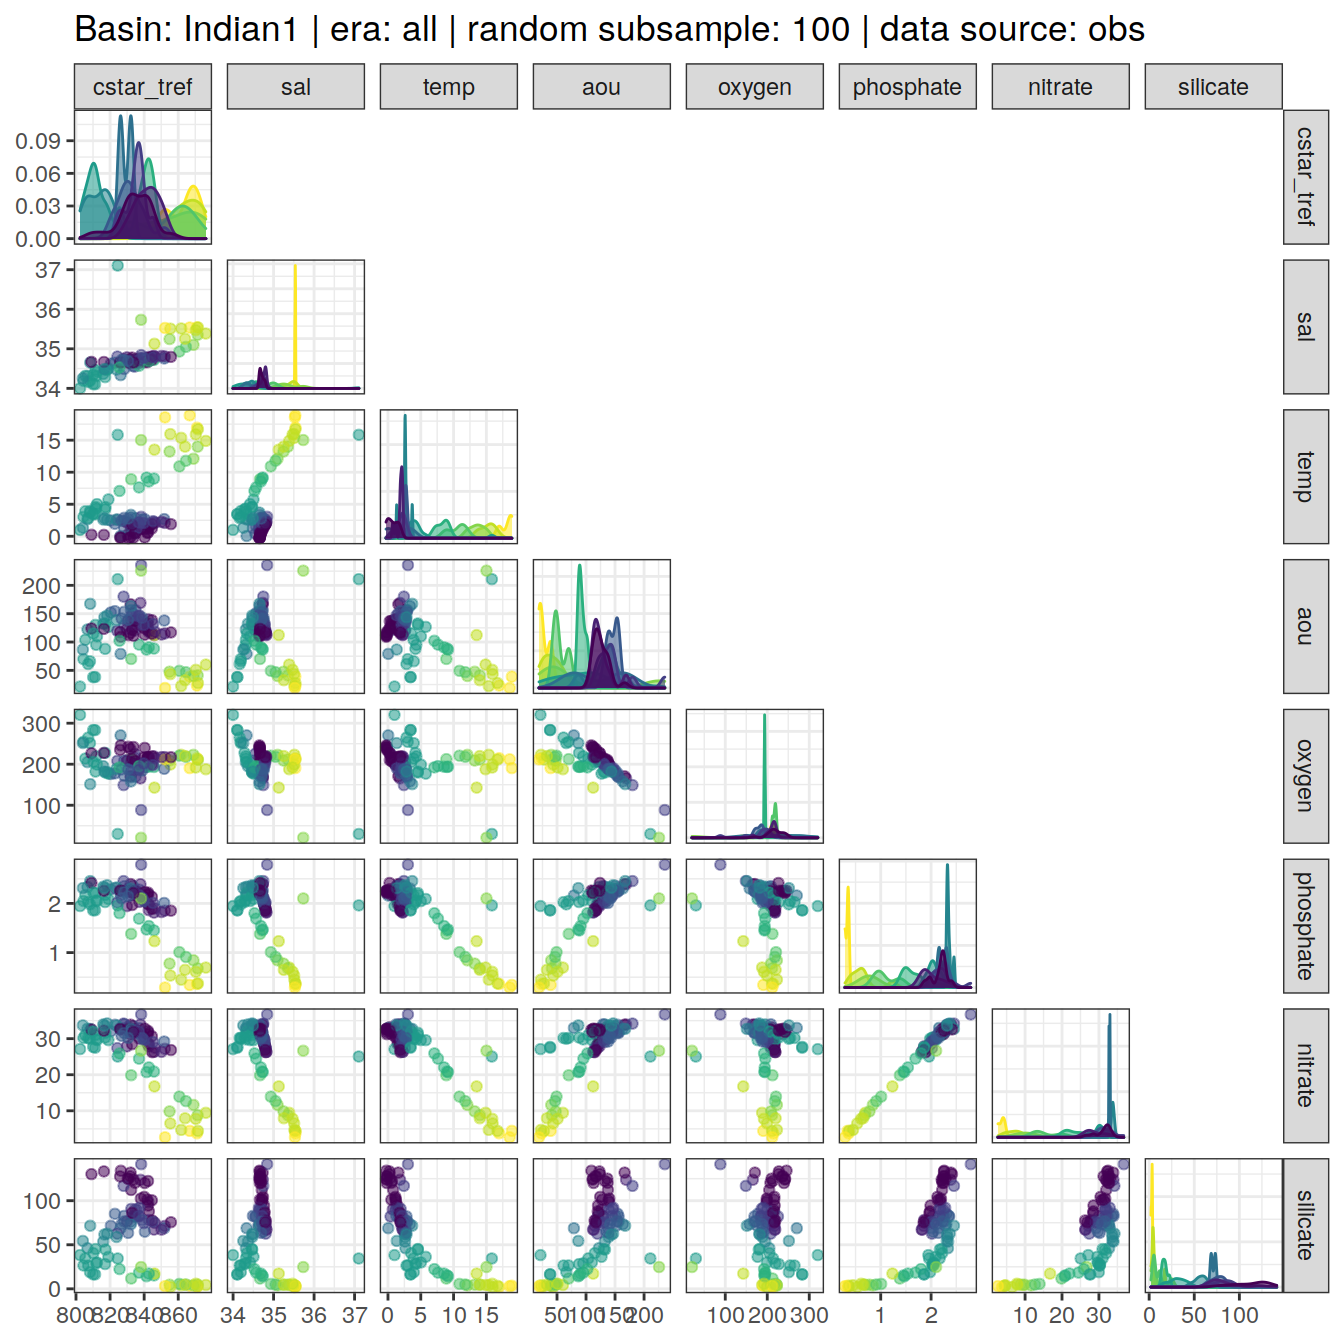 Basin: Indian1 | era: all | random subsample: 100 | data source: obs
cstar_tref sal temp aou oxygen phosphate nitrate silicate
0.09
0.06
0.03
0.00
cstar_tref
37
36
35
34
sal
15
10
5
0
temp
200
150
100
50
aou
300
200
100
oxygen
2
1
phosphate
30
20
10
nitrate
100
50
0
silicate
800 820 840 860 34 35 36 37 0 5 10 15 50 100 150 200 100 200 300 1 2 10 20 30 0 50 100